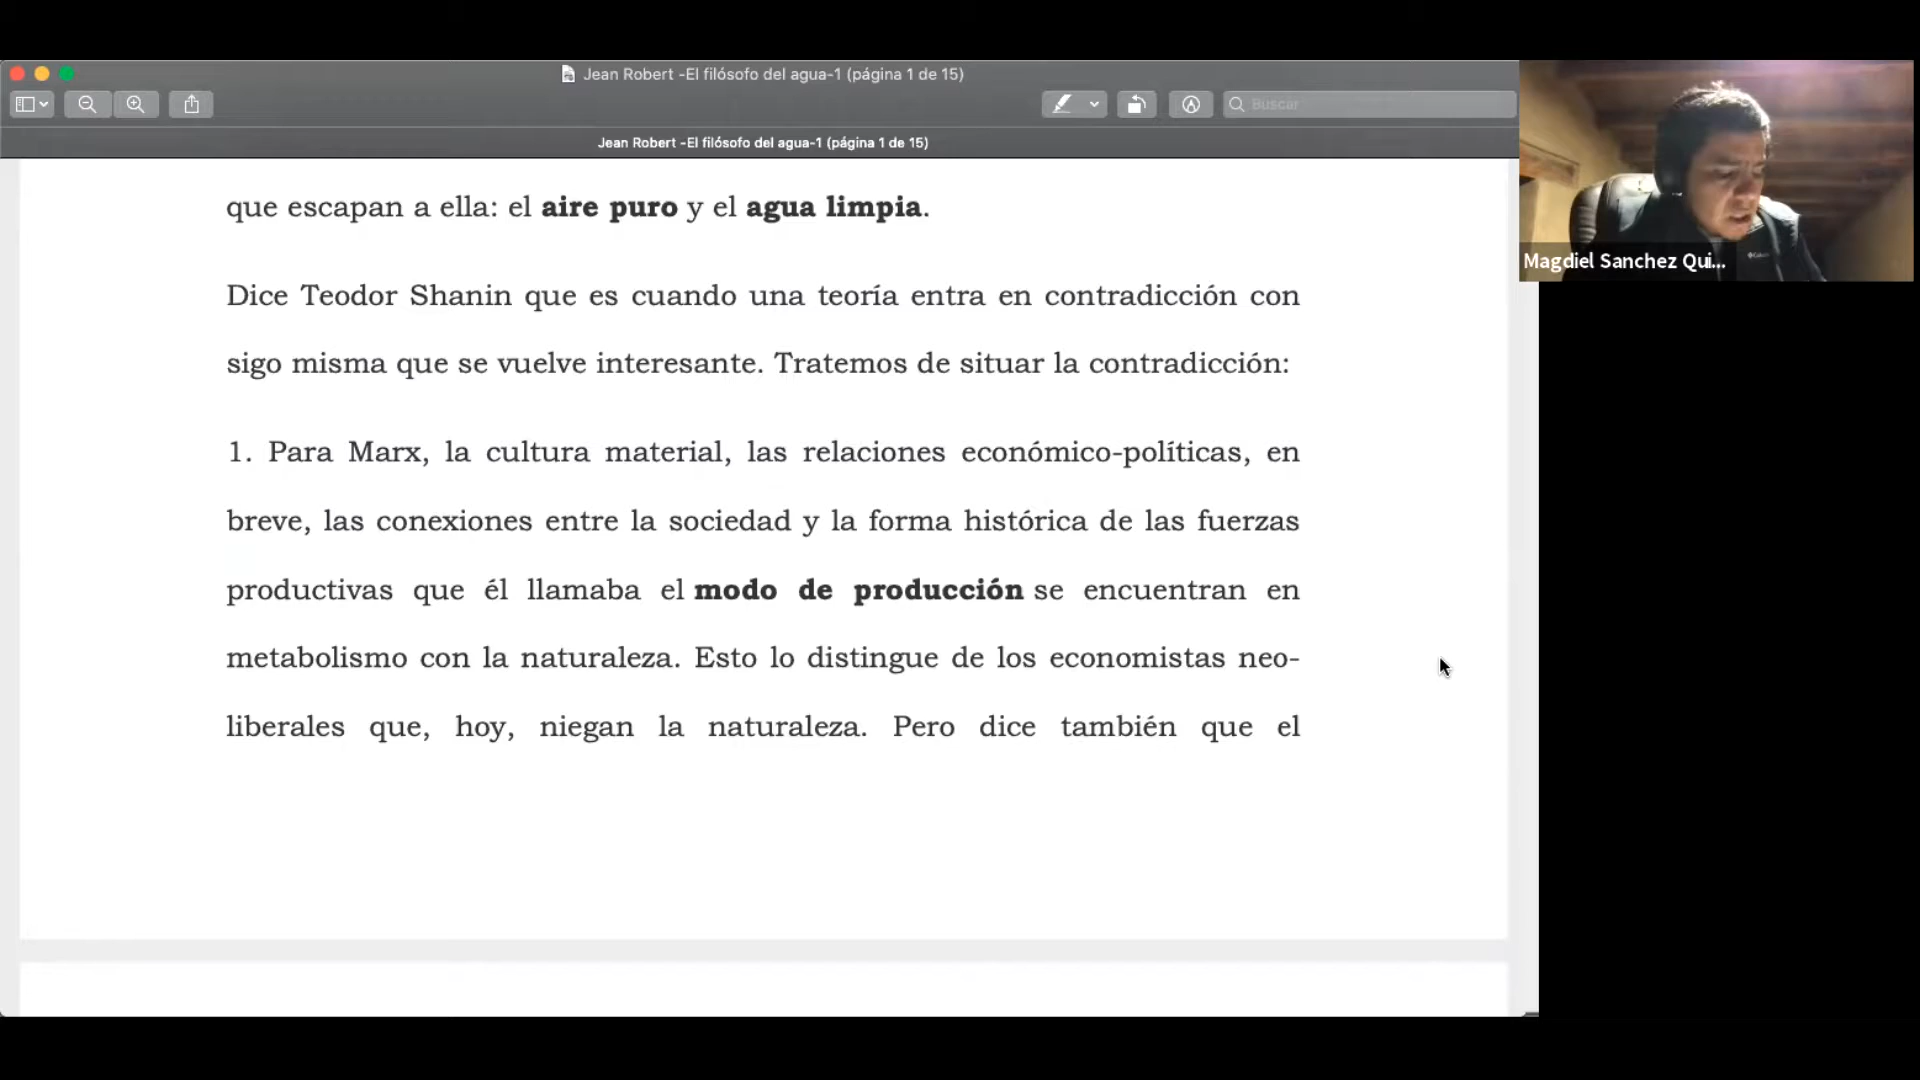 Jean Robert -El filósofo del agua-1 (página 1 de 15)
Buscar
Jean Robert -El filósofo del agua-1 (página 1 de 15)
que escapan a ella: el aire puro y el agua limpia.
Dice Teodor Shanin que es cuando una teoría entra en contradicción con
sigo misma que se vuelve interesante. Tratemos de situar la contradicción:
1. Para Marx, la cultura material, las relaciones económico-políticas, en
breve, las conexiones entre la sociedad y la forma histórica de las fuerzas
productivas que él llamaba el modo de producción se encuentran en
metabolismo con la naturaleza. Esto lo distingue de los economistas neo-
liberales que, hoy, niegan la naturaleza. Pero dice también que el
Magdiel Sanchez Qui...